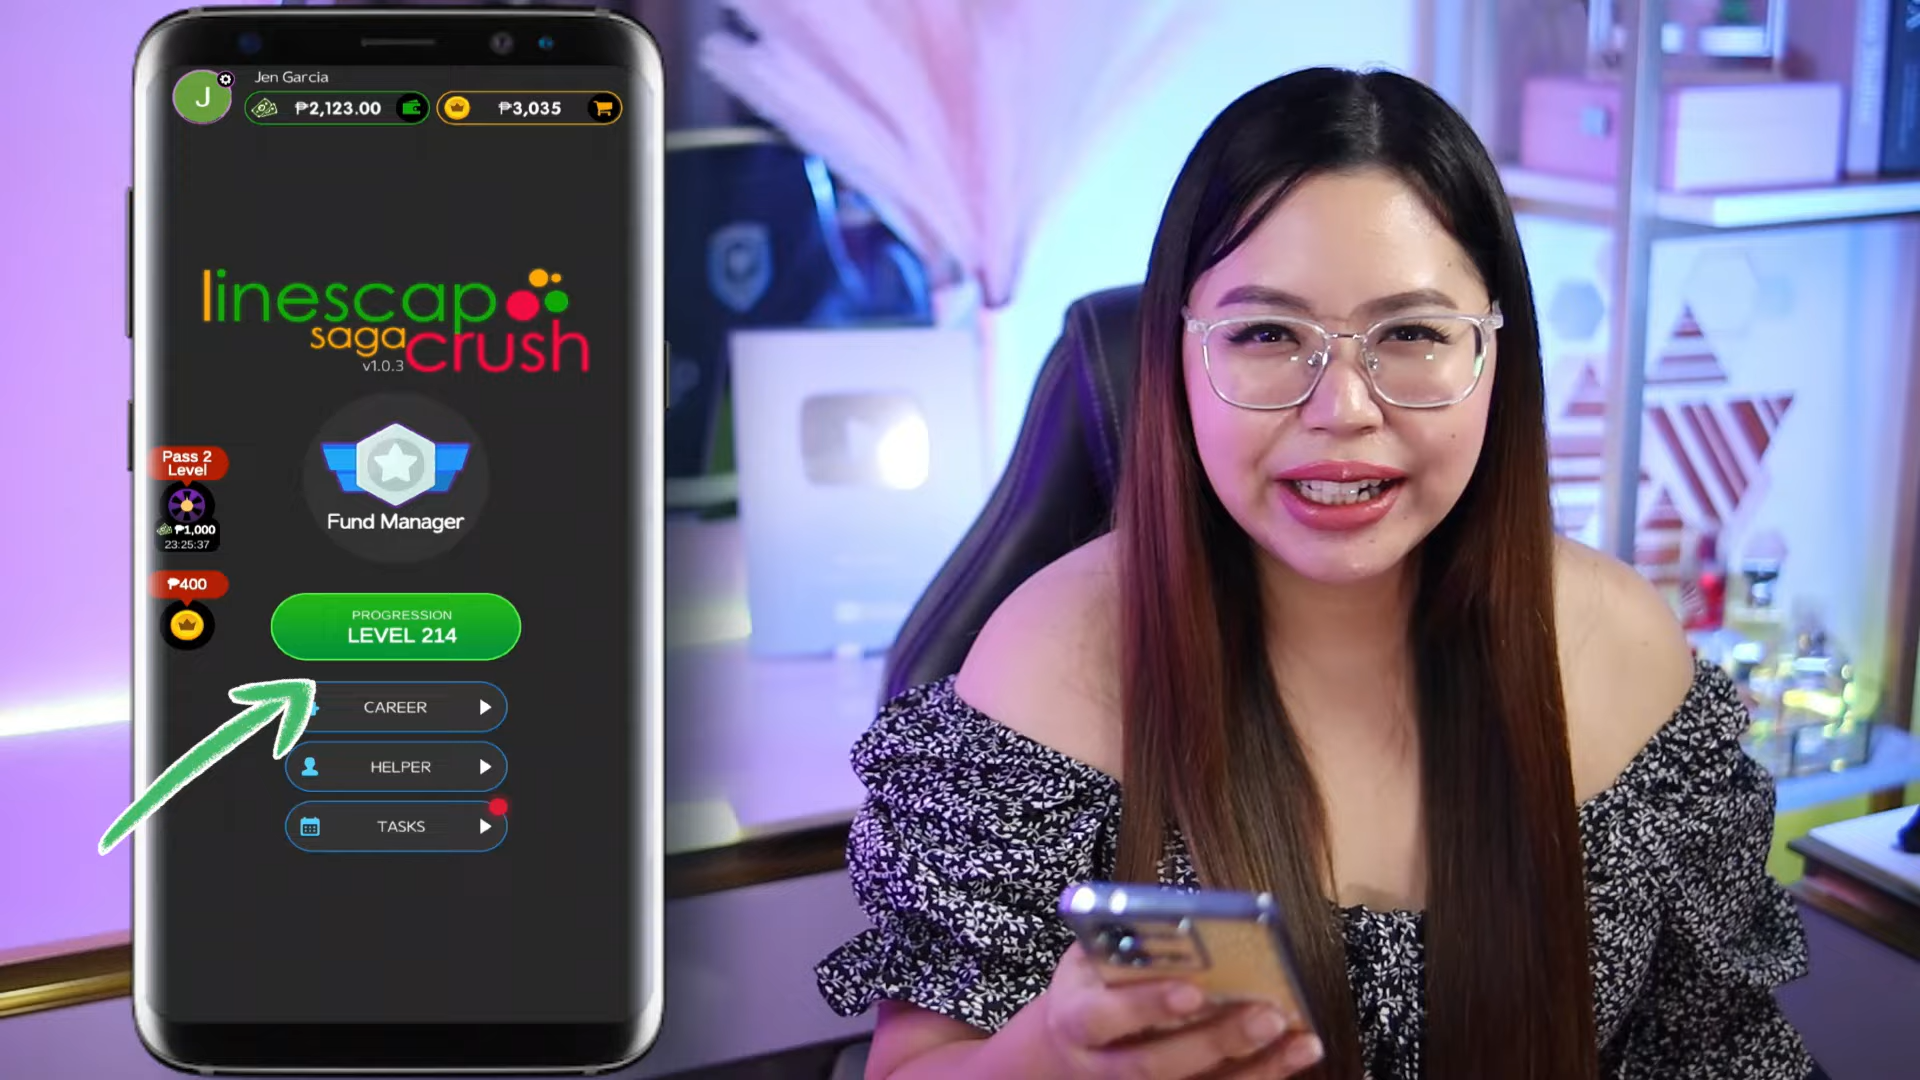 J
Jen Garcia
₱2,123.00
₱3,035
linescap
saga
crush
v1.0.3
Pass 2
Level
₱1,000
23:25:37
₱400
Fund Manager
PROGRESSION
LEVEL 214
CAREER
HELPER
TASKS